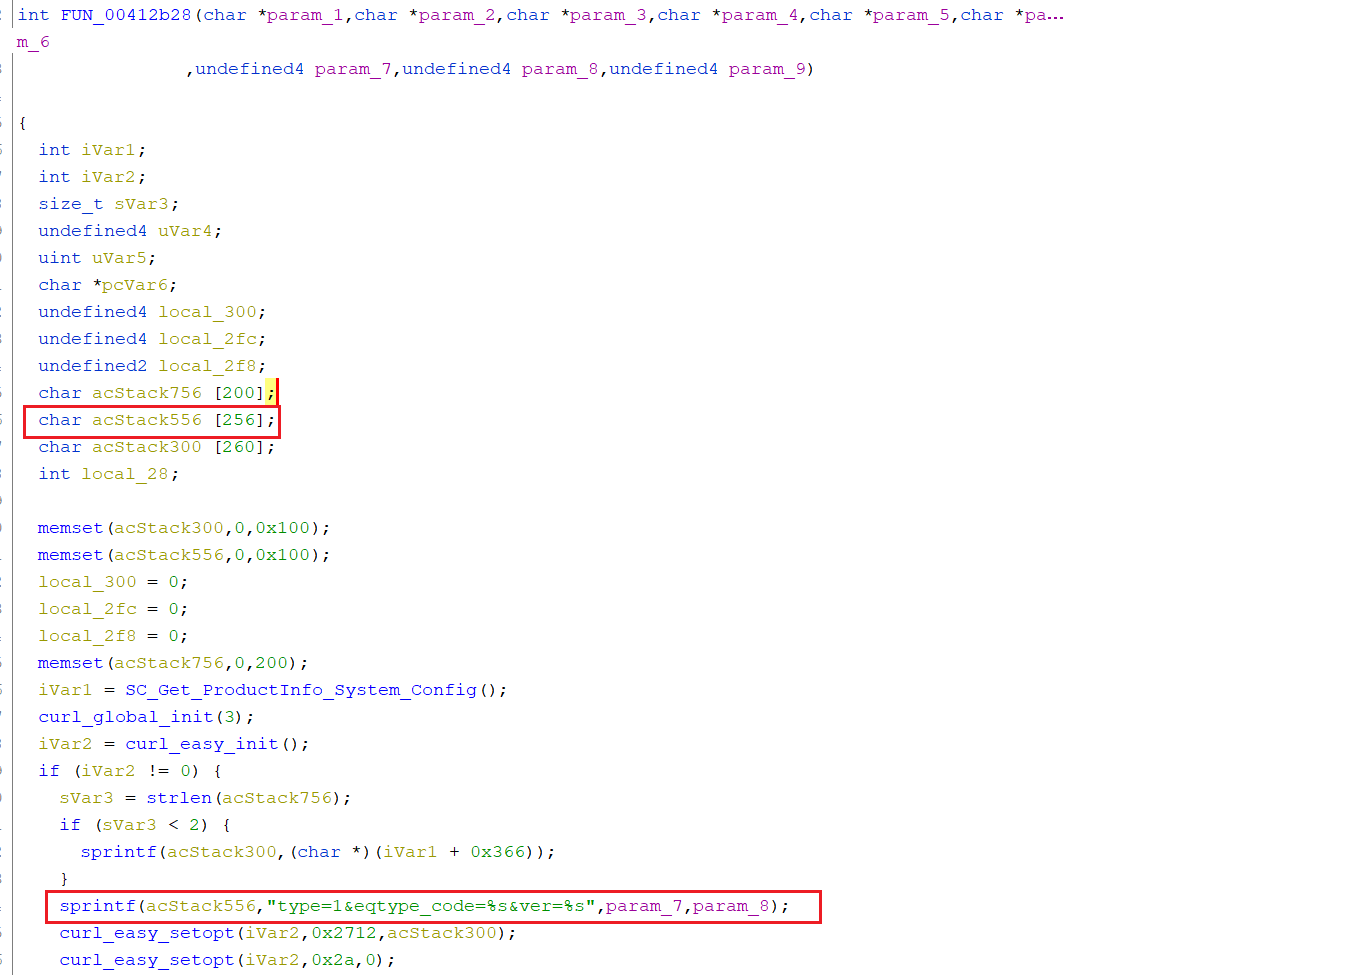 int FUN_00412b28(char *param_1,char *param_2,char *param_3,char *param_4,char *param_5,char *pa...
m_6
,undefined4 param_7,undefined4 param_8,undefined4 param_9)
{
int iVar1;
int iVar2;
size_t sVar3;
undefined4 uVar4;
uint uVar5;
char *pcVar6;
undefined4 local_300;
undefined4 local_2fc;
undefined2 local_2f8;
char acStack756 [200];
char acStack556 [256];
char acStack300 [260];
int local_28;
memset(acStack300,0,0x100);
memset(acStack556,0,0x100);
local_300 = 0;
local_2fc = 0;
local_2f8 = 0;
memset(acStack756,0,200);
iVar1 = SC_Get_ProductInfo_System_Config();
curl_global_init(3);
iVar2 = curl_easy_init();
if (iVar2 != 0) {
sVar3 = strlen(acStack756);
if (sVar3 < 2) {
sprintf(acStack300,(char *)(iVar1 + 0x366));
}
sprintf(acStack556,"type=1&eqtype_code=%s&ver=%s",param_7,param_8);
curl_easy_setopt(iVar2,0x2712,acStack300);
curl_easy_setopt(iVar2,0x2a,0);